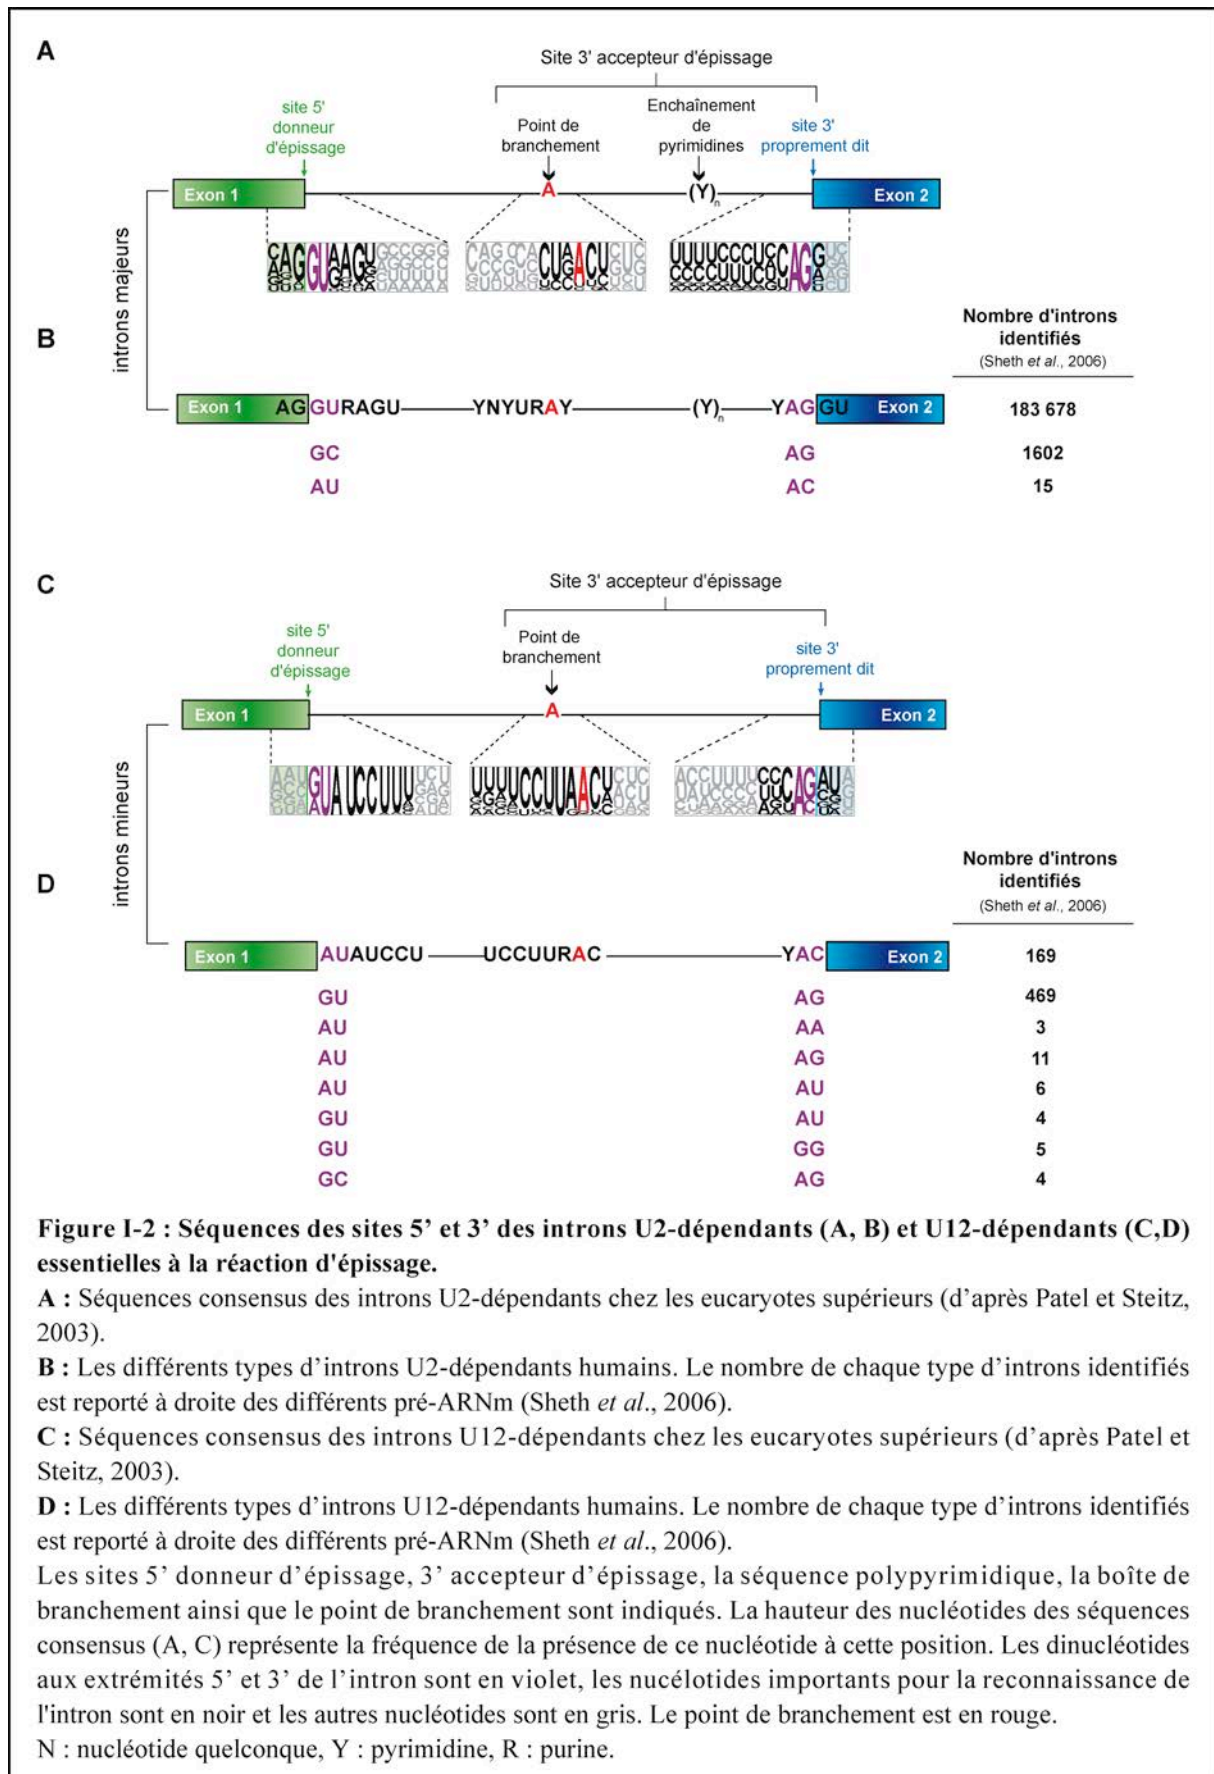 A
Site 3' accepteur d'épissage
site 5'
donneur
d'épissage
Point de
branchement
Enchaînement
de
pyrimidines
site 3'
proprement dit
Exon 1
A
(Y)n
Exon 2
introns majeurs
B
Nombre d'introns
identifiés
(Sheth et al., 2006)
Exon 1 AG GURAGU YNYURAY (Y)n YAG GU Exon 2 183 678
GC AG 1602
AU AC 15
C
Site 3' accepteur d'épissage
site 5'
donneur
d'épissage
Point de
branchement
site 3'
proprement dit
Exon 1
A
Exon 2
introns mineurs
D
Nombre d'introns
identifiés
(Sheth et al., 2006)
Exon 1 AUAUCCU UCCUURAC YAC Exon 2 169
GU AG 469
AU AA 3
AU AG 11
AU AU 6
GU AU 4
GU GG 5
GC AG 4
Figure I-2 : Séquences des sites 5’ et 3’ des introns U2-dépendants (A, B) et U12-dépendants (C,D)
essentielles à la réaction d'épissage.
A : Séquences consensus des introns U2-dépendants chez les eucaryotes supérieurs (d’après Patel et Steitz,
2003).
B : Les différents types d’introns U2-dépendants humains. Le nombre de chaque type d’introns identifiés
est reporté à droite des différents pré-ARNm (Sheth et al., 2006).
C : Séquences consensus des introns U12-dépendants chez les eucaryotes supérieurs (d’après Patel et
Steitz, 2003).
D : Les différents types d’introns U12-dépendants humains. Le nombre de chaque type d’introns identifiés
est reporté à droite des différents pré-ARNm (Sheth et al., 2006).
Les sites 5’ donneur d’épissage, 3’ accepteur d’épissage, la séquence polypyrimidique, la boîte de
branchement ainsi que le point de branchement sont indiqués. La hauteur des nucléotides des séquences
consensus (A, C) représente la fréquence de la présence de ce nucléotide à cette position. Les dinucléotides
aux extrémités 5’ et 3’ de l’intron sont en violet, les nucélotides importants pour la reconnaissance de
l'intron sont en noir et les autres nucléotides sont en gris. Le point de branchement est en rouge.
N : nucléotide quelconque, Y : pyrimidine, R : purine.